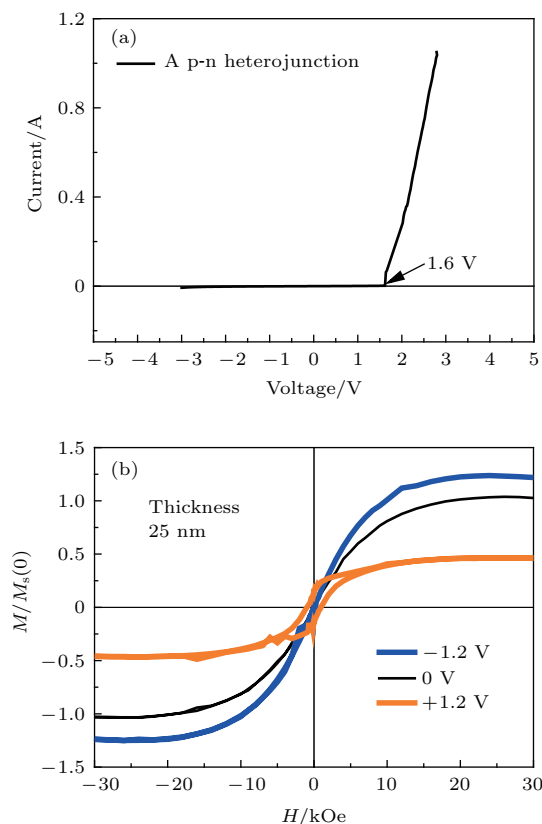 (a)
A p-n heterojunction
1.2
0.8
0.4
0
Current/A
1.6 V
−5 −4 −3 −2 −1 0 1 2 3 4 5
Voltage/V
(b)
Thickness
25 nm
1.5
1.0
0.5
0
−0.5
−1.0
−1.5
M/Ms(0)
−1.2 V
0 V
+1.2 V
−30 −20 −10 0 10 20 30
H/kOe